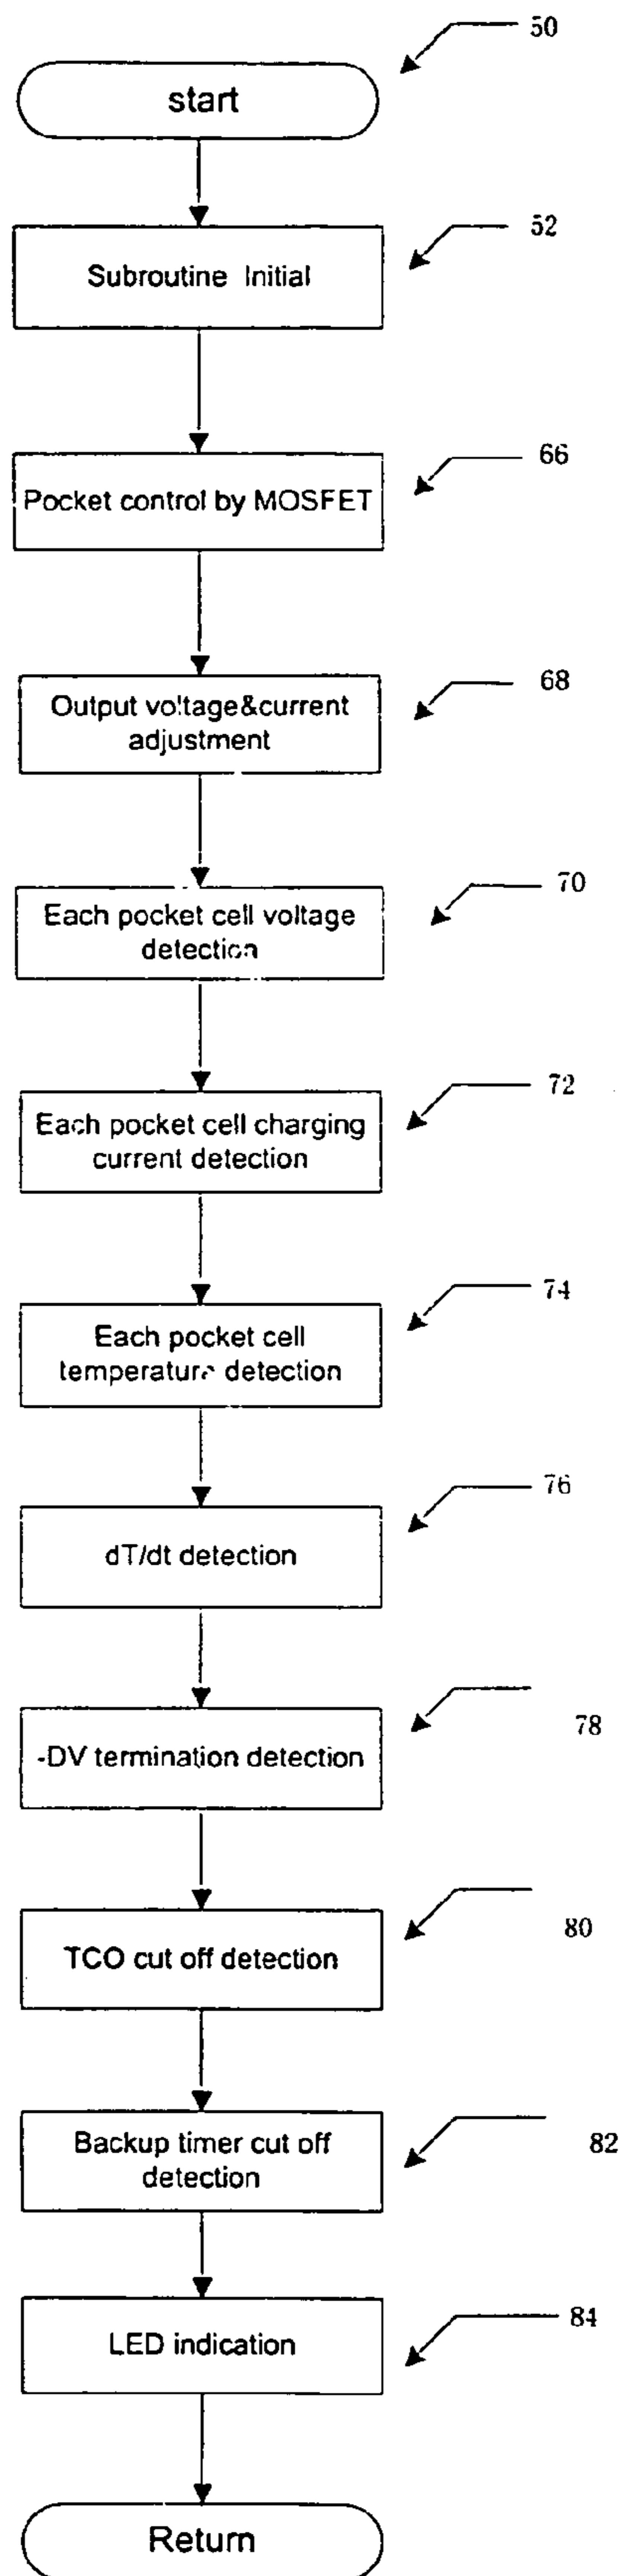 50
start
52
Subroutine Initial
66
Pocket control by MOSFET
68
Output voltage&current
adjustment
70
Each pocket cell voltage
detection
72
Each pocket cell charging
current detection
74
Each pocket cell
temperature detection
76
dT/dt detection
78
-DV termination detection
80
TCO cut off detection
82
Backup timer cut off
detection
84
LED indication
Return